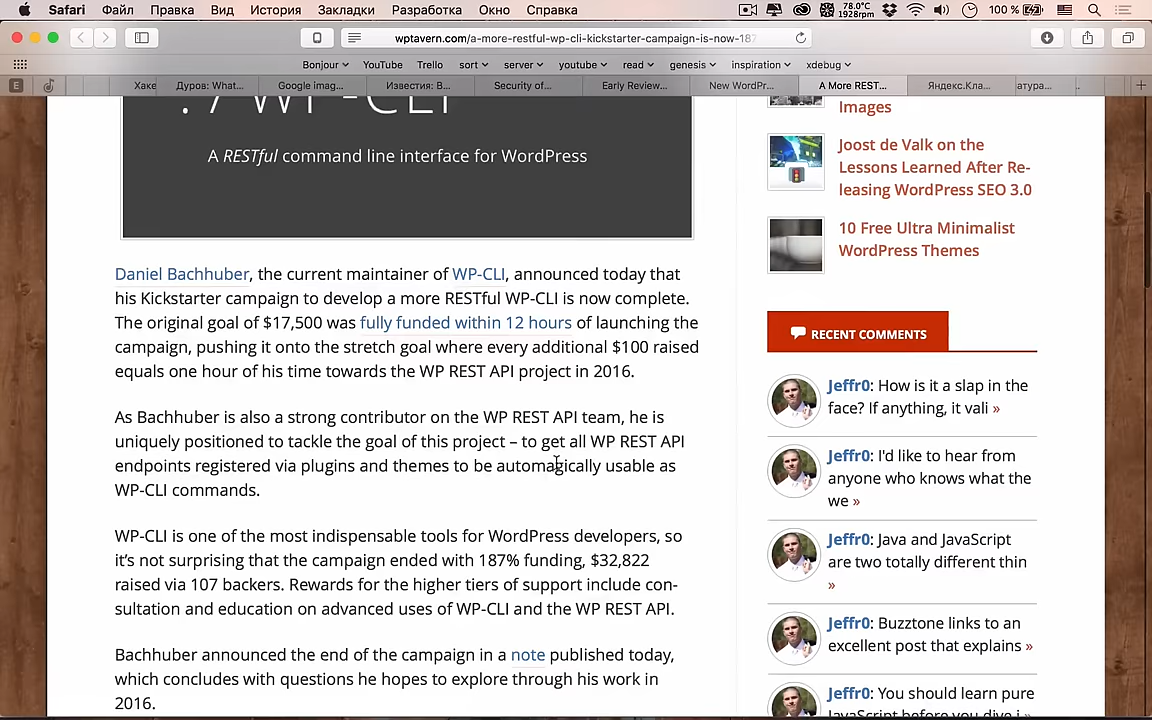 Safari Файл Правка Вид История Закладки Разработка Окно Справка 78.0°C 1928rpm 100 %
wptavern.com/a-more-restful-wp-cli-kickstarter-campaign-is-now-187
Bonjour YouTube Trello sort server youtube read genesis inspiration xdebug
E Хаке Дуров: What... Google imag... Известия: В... Security of... Early Review... New WordPr... A More REST... Яндекс.Кла... атура...
: / WP-CLI
A RESTful command line interface for WordPress
Daniel Bachhuber, the current maintainer of WP-CLI, announced today that
his Kickstarter campaign to develop a more RESTful WP-CLI is now complete.
The original goal of $17,500 was fully funded within 12 hours of launching the
campaign, pushing it onto the stretch goal where every additional $100 raised
equals one hour of his time towards the WP REST API project in 2016.
As Bachhuber is also a strong contributor on the WP REST API team, he is
uniquely positioned to tackle the goal of this project – to get all WP REST API
endpoints registered via plugins and themes to be automagically usable as
WP-CLI commands.
WP-CLI is one of the most indispensable tools for WordPress developers, so
it's not surprising that the campaign ended with 187% funding, $32,822
raised via 107 backers. Rewards for the higher tiers of support include con-
sultation and education on advanced uses of WP-CLI and the WP REST API.
Bachhuber announced the end of the campaign in a note published today,
which concludes with questions he hopes to explore through his work in
2016.
Images
Joost de Valk on the
Lessons Learned After Re-
leasing WordPress SEO 3.0
10 Free Ultra Minimalist
WordPress Themes
RECENT COMMENTS
Jeffr0: How is it a slap in the
face? If anything, it vali »
Jeffr0: I'd like to hear from
anyone who knows what the
we »
Jeffr0: Java and JavaScript
are two totally different thin
»
Jeffr0: Buzztone links to an
excellent post that explains »
Jeffr0: You should learn pure
JavaScript before you dive i »